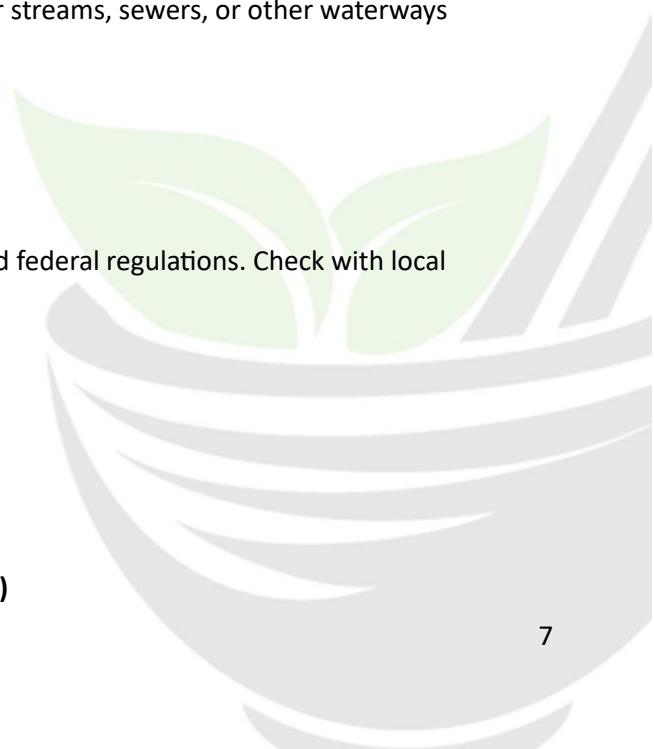 streams, sewers, or other waterways
federal regulations. Check with local
)
7